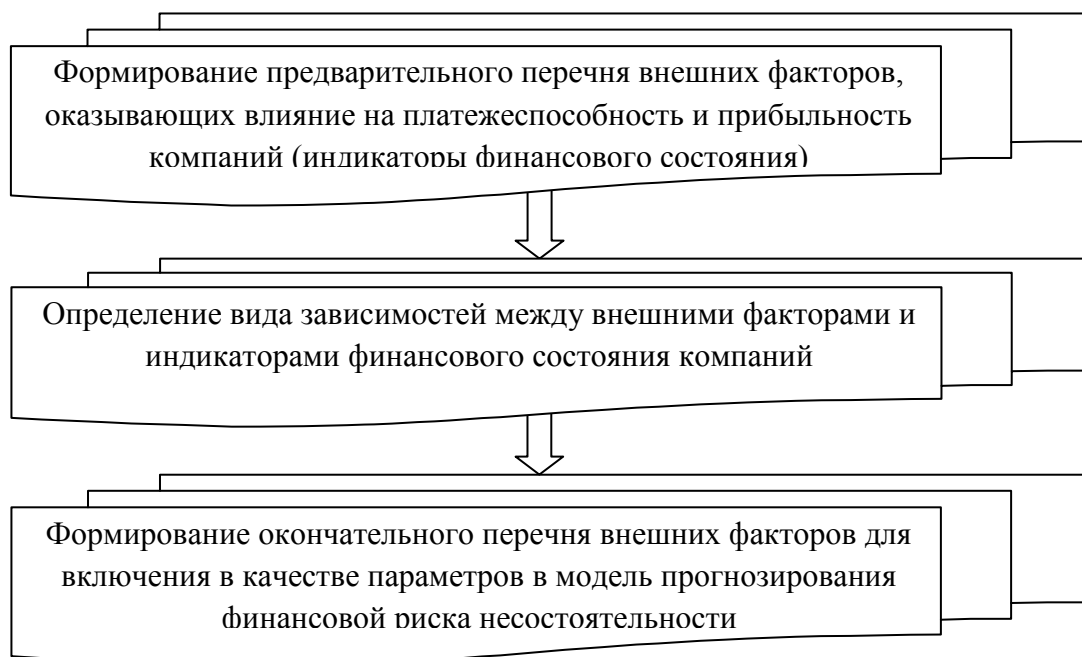 Формирование предварительного перечня внешних факторов,
оказывающих влияние на платежеспособность и прибыльность
компаний (индикаторы финансового состояния)
Определение вида зависимостей между внешними факторами и
индикаторами финансового состояния компаний
Формирование окончательного перечня внешних факторов для
включения в качестве параметров в модель прогнозирования
финансовой риска несостоятельности